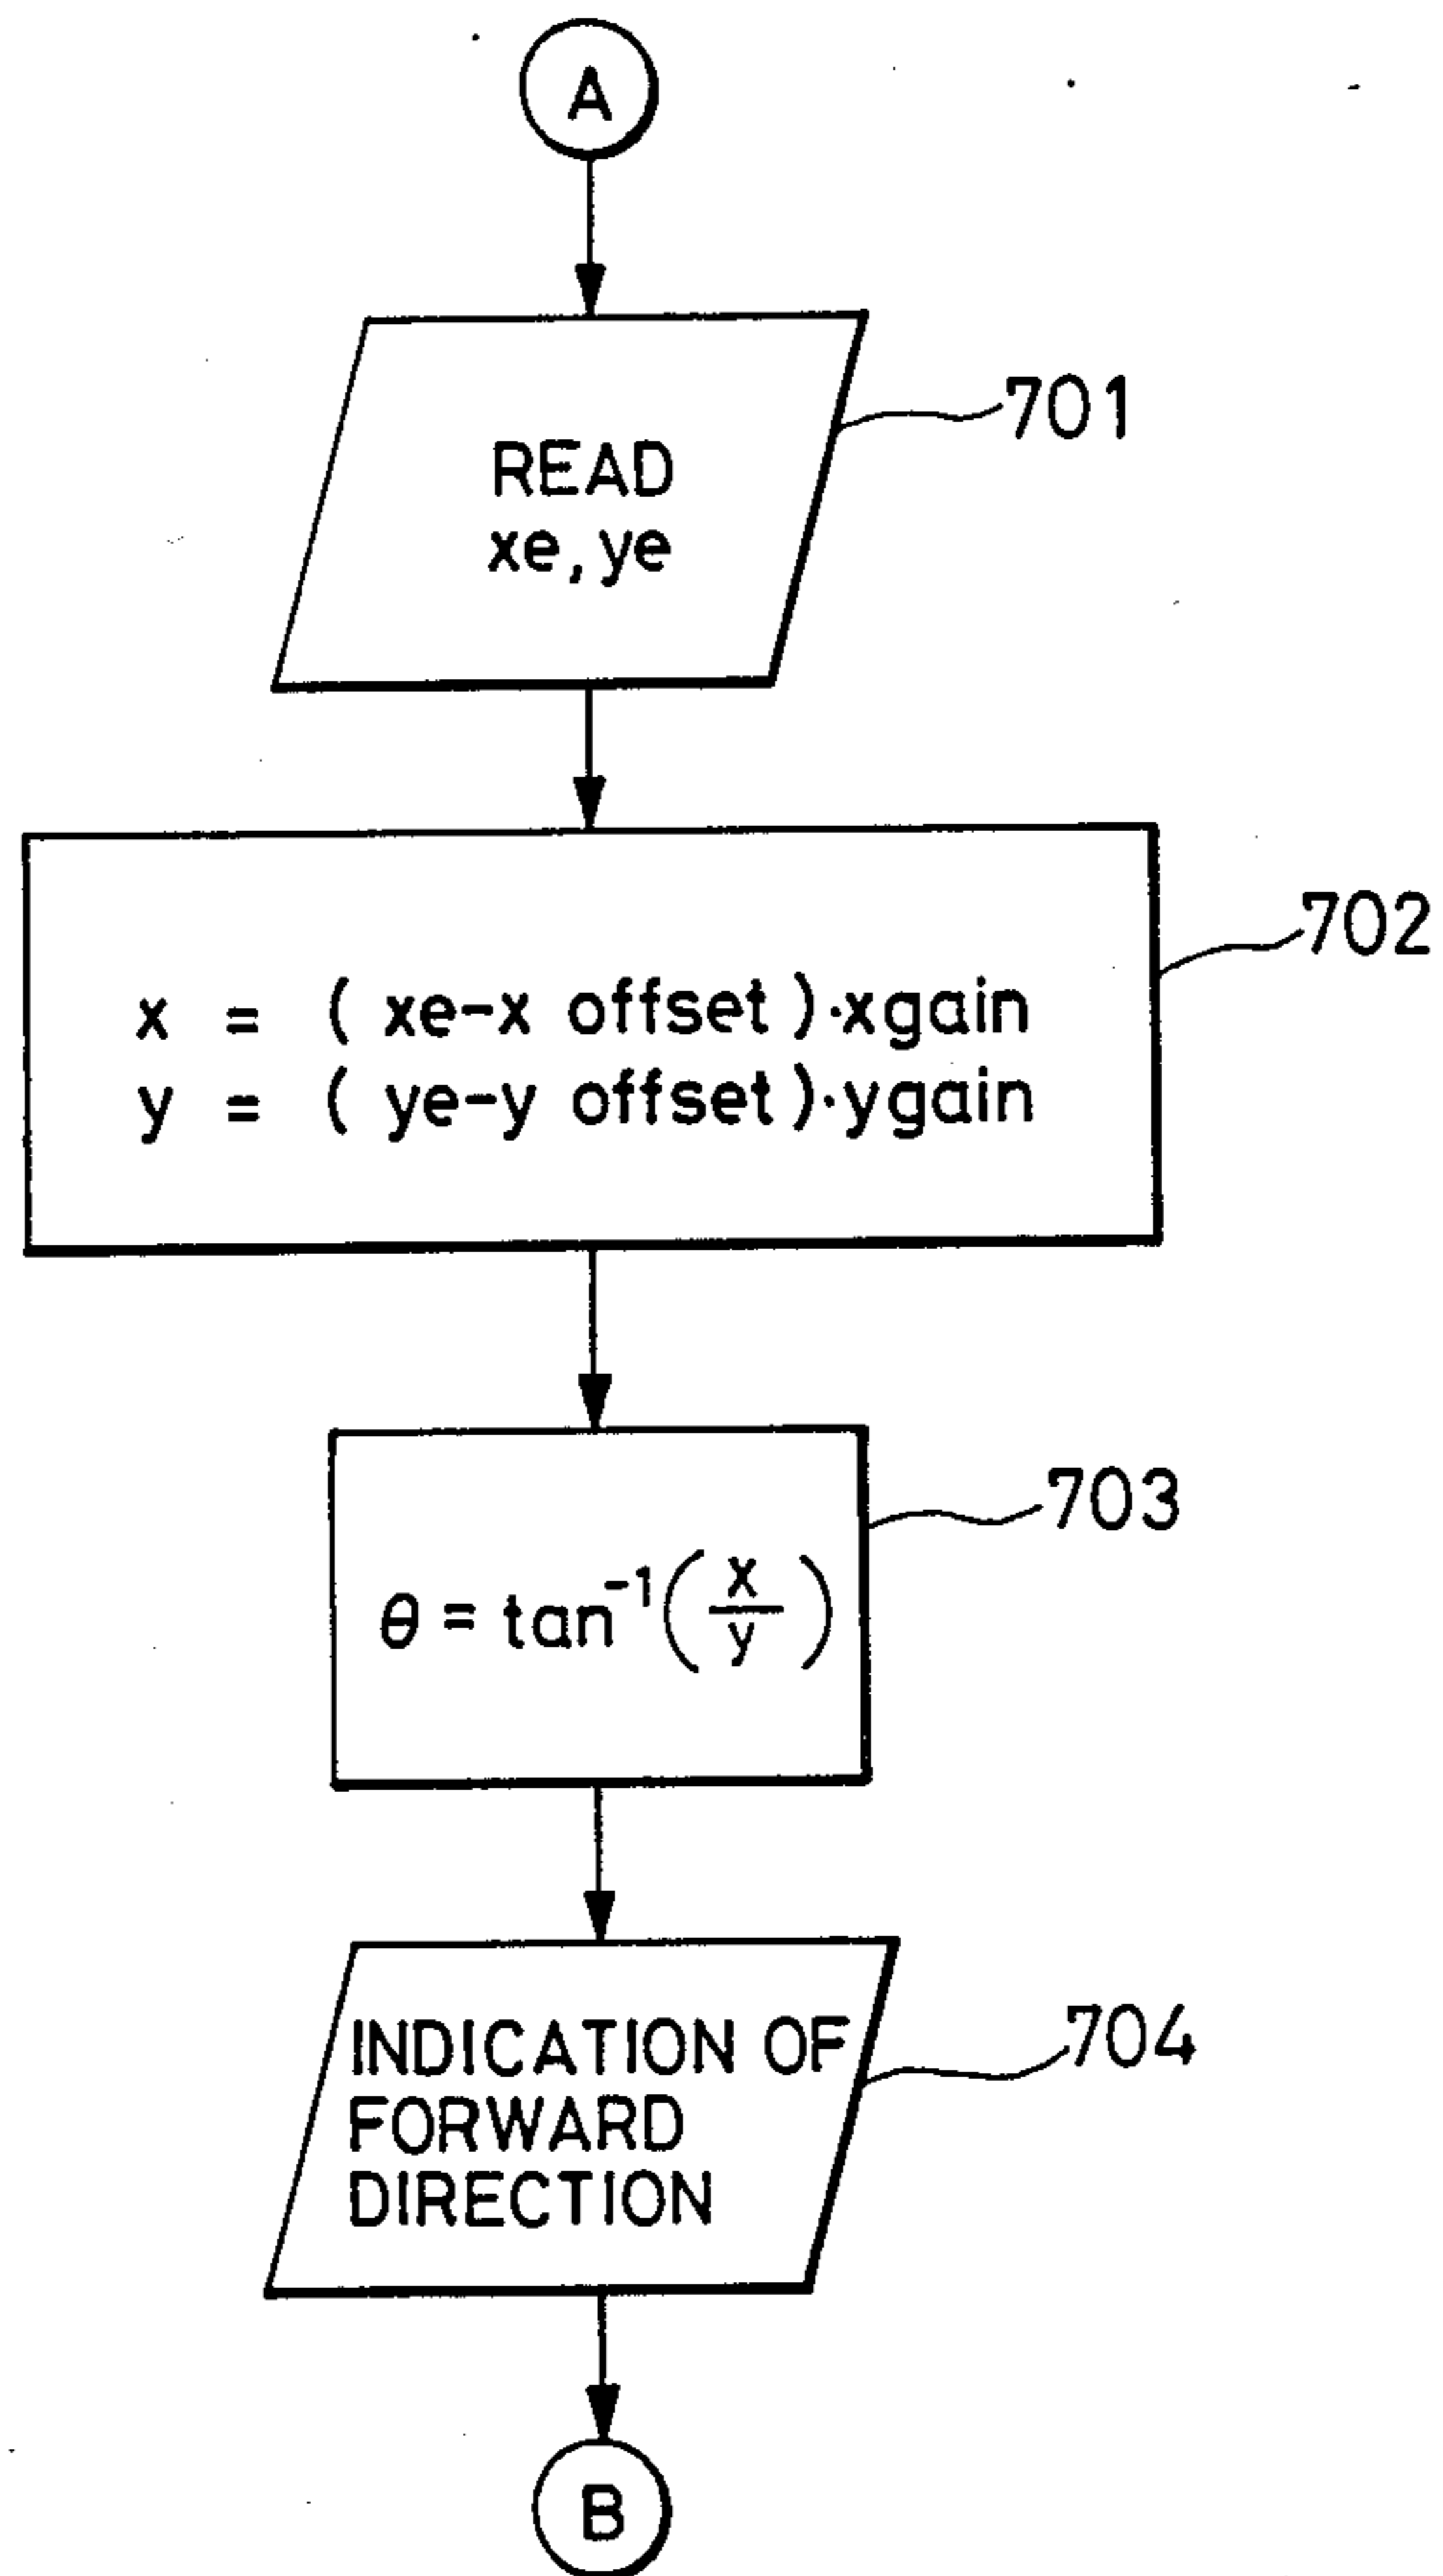 A
READ
xe, ye
701
x = ( xe-x offset )·xgain
y = ( ye-y offset )·ygain
702
θ = tan⁻¹(x/y)
703
INDICATION OF
FORWARD
DIRECTION
704
B